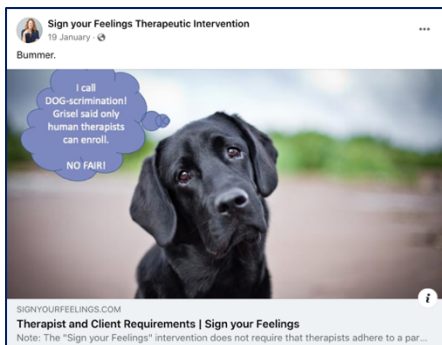 Sign your Feelings Therapeutic Intervention
19 January ·
Bummer.
I call
DOG-scrimination!
Grisel said only
human therapists
can enroll.
NO FAIR!
i
SIGNYOURFEELINGS.COM
Therapist and Client Requirements | Sign your Feelings
Note: The "Sign your Feelings" intervention does not require that therapists adhere to a par...